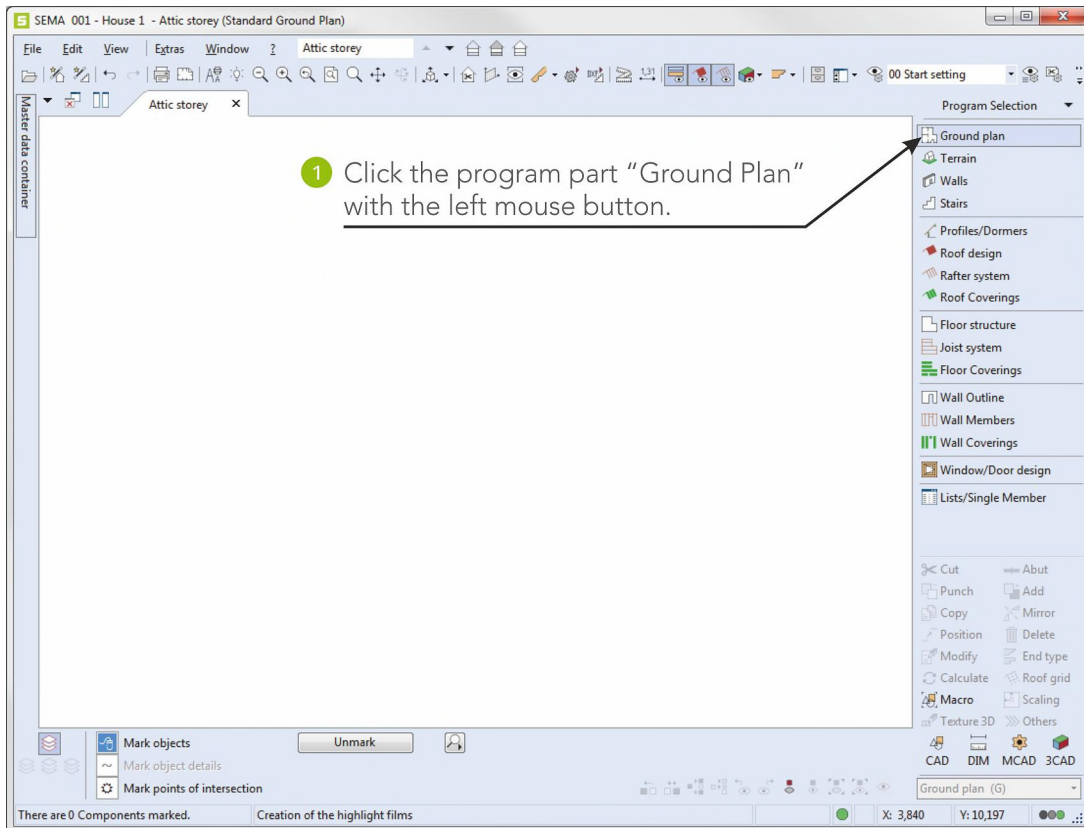 SEMA 001 - House 1 - Attic storey (Standard Ground Plan)
File Edit View Extras Window ? Attic storey
00 Start setting
Master data container
Attic storey
Program Selection
1 Click the program part “Ground Plan”
with the left mouse button.
Ground plan
Terrain
Walls
Stairs
Profiles/Dormers
Roof design
Rafter system
Roof Coverings
Floor structure
Joist system
Floor Coverings
Wall Outline
Wall Members
Wall Coverings
Window/Door design
Lists/Single Member
Cut Abut
Punch Add
Copy Mirror
Position Delete
Modify End type
Calculate Roof grid
Macro Scaling
Texture 3D Others
CAD DIM MCAD 3CAD
Ground plan (G)
Mark objects Unmark
Mark object details
Mark points of intersection
There are 0 Components marked. Creation of the highlight films X: 3,840 Y: 10,197